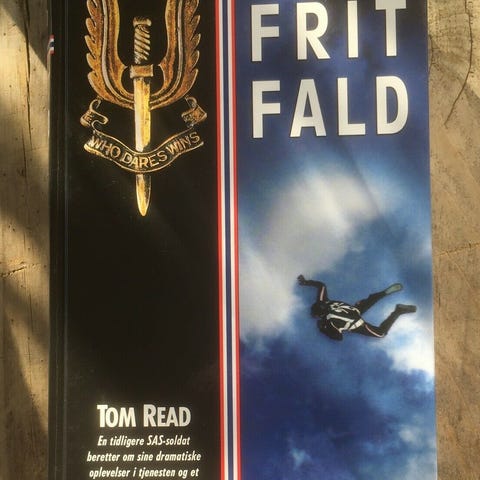 FRIT
FALD
WHO DARES WINS
TOM READ
En tidligere SAS-soldat
beretter om sine dramatiske
oplevelser i tjenesten og et